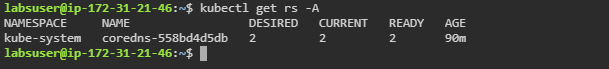 labsuser@ip-172-31-21-46:~$ kubectl get rs -A
NAMESPACE NAME DESIRED CURRENT READY AGE
kube-system coredns-558bd4d5db 2 2 2 90m
labsuser@ip-172-31-21-46:~$